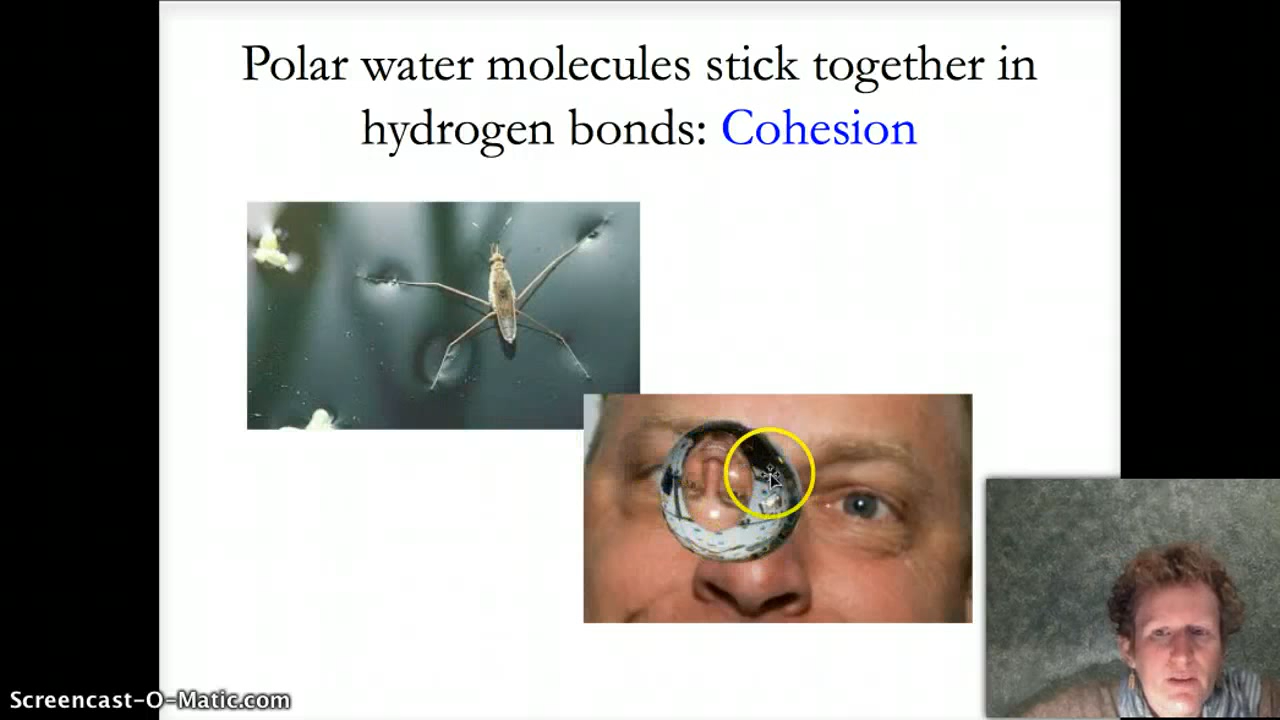 Polar water molecules stick together in
hydrogen bonds: Cohesion
Screencast-O-Matic.com